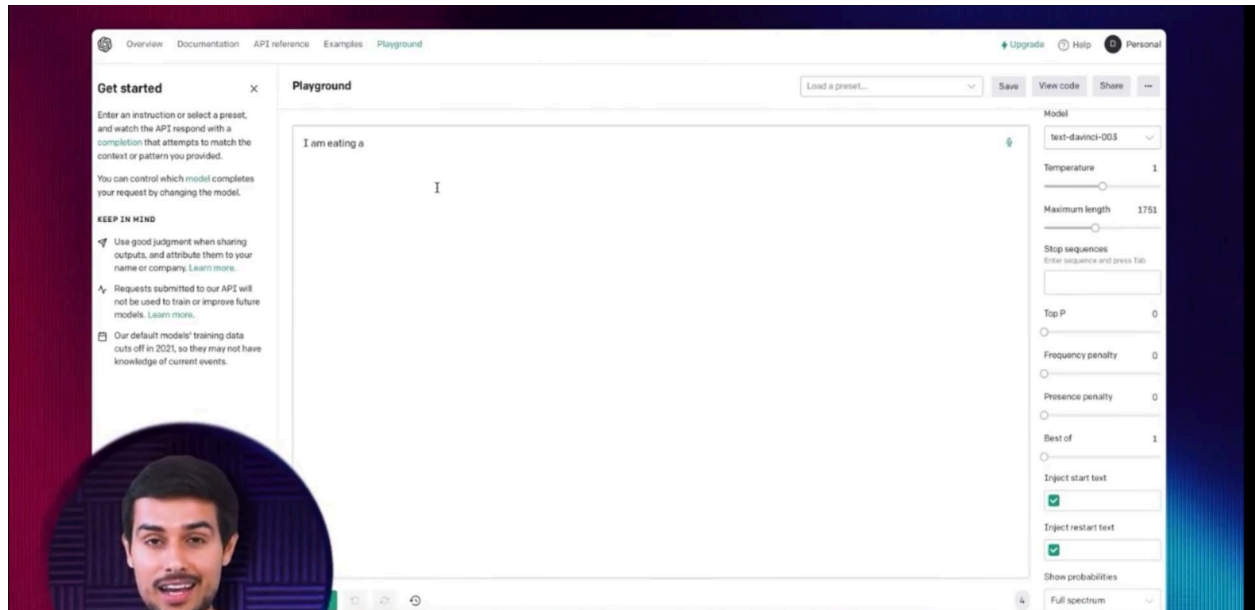 Overview Documentation API reference Examples Playground
Upgrade Help D Personal
Get started
Enter an instruction or select a preset,
and watch the API respond with a
completion that attempts to match the
context or pattern you provided.
You can control which model completes
your request by changing the model.
KEEP IN MIND
Use good judgment when sharing
outputs, and attribute them to your
name or company. Learn more.
Requests submitted to our API will
not be used to train or improve future
models. Learn more.
Our default models' training data
cuts off in 2021, so they may not have
knowledge of current events.
Playground
Load a preset...
Save
View code
Share
I am eating a
4
Model
text-davinci-003
Temperature 1
Maximum length 1751
Stop sequences
Enter sequence and press Tab
Top P 0
Frequency penalty 0
Presence penalty 0
Best of 1
Inject start text
Inject restart text
Show probabilities
Full spectrum